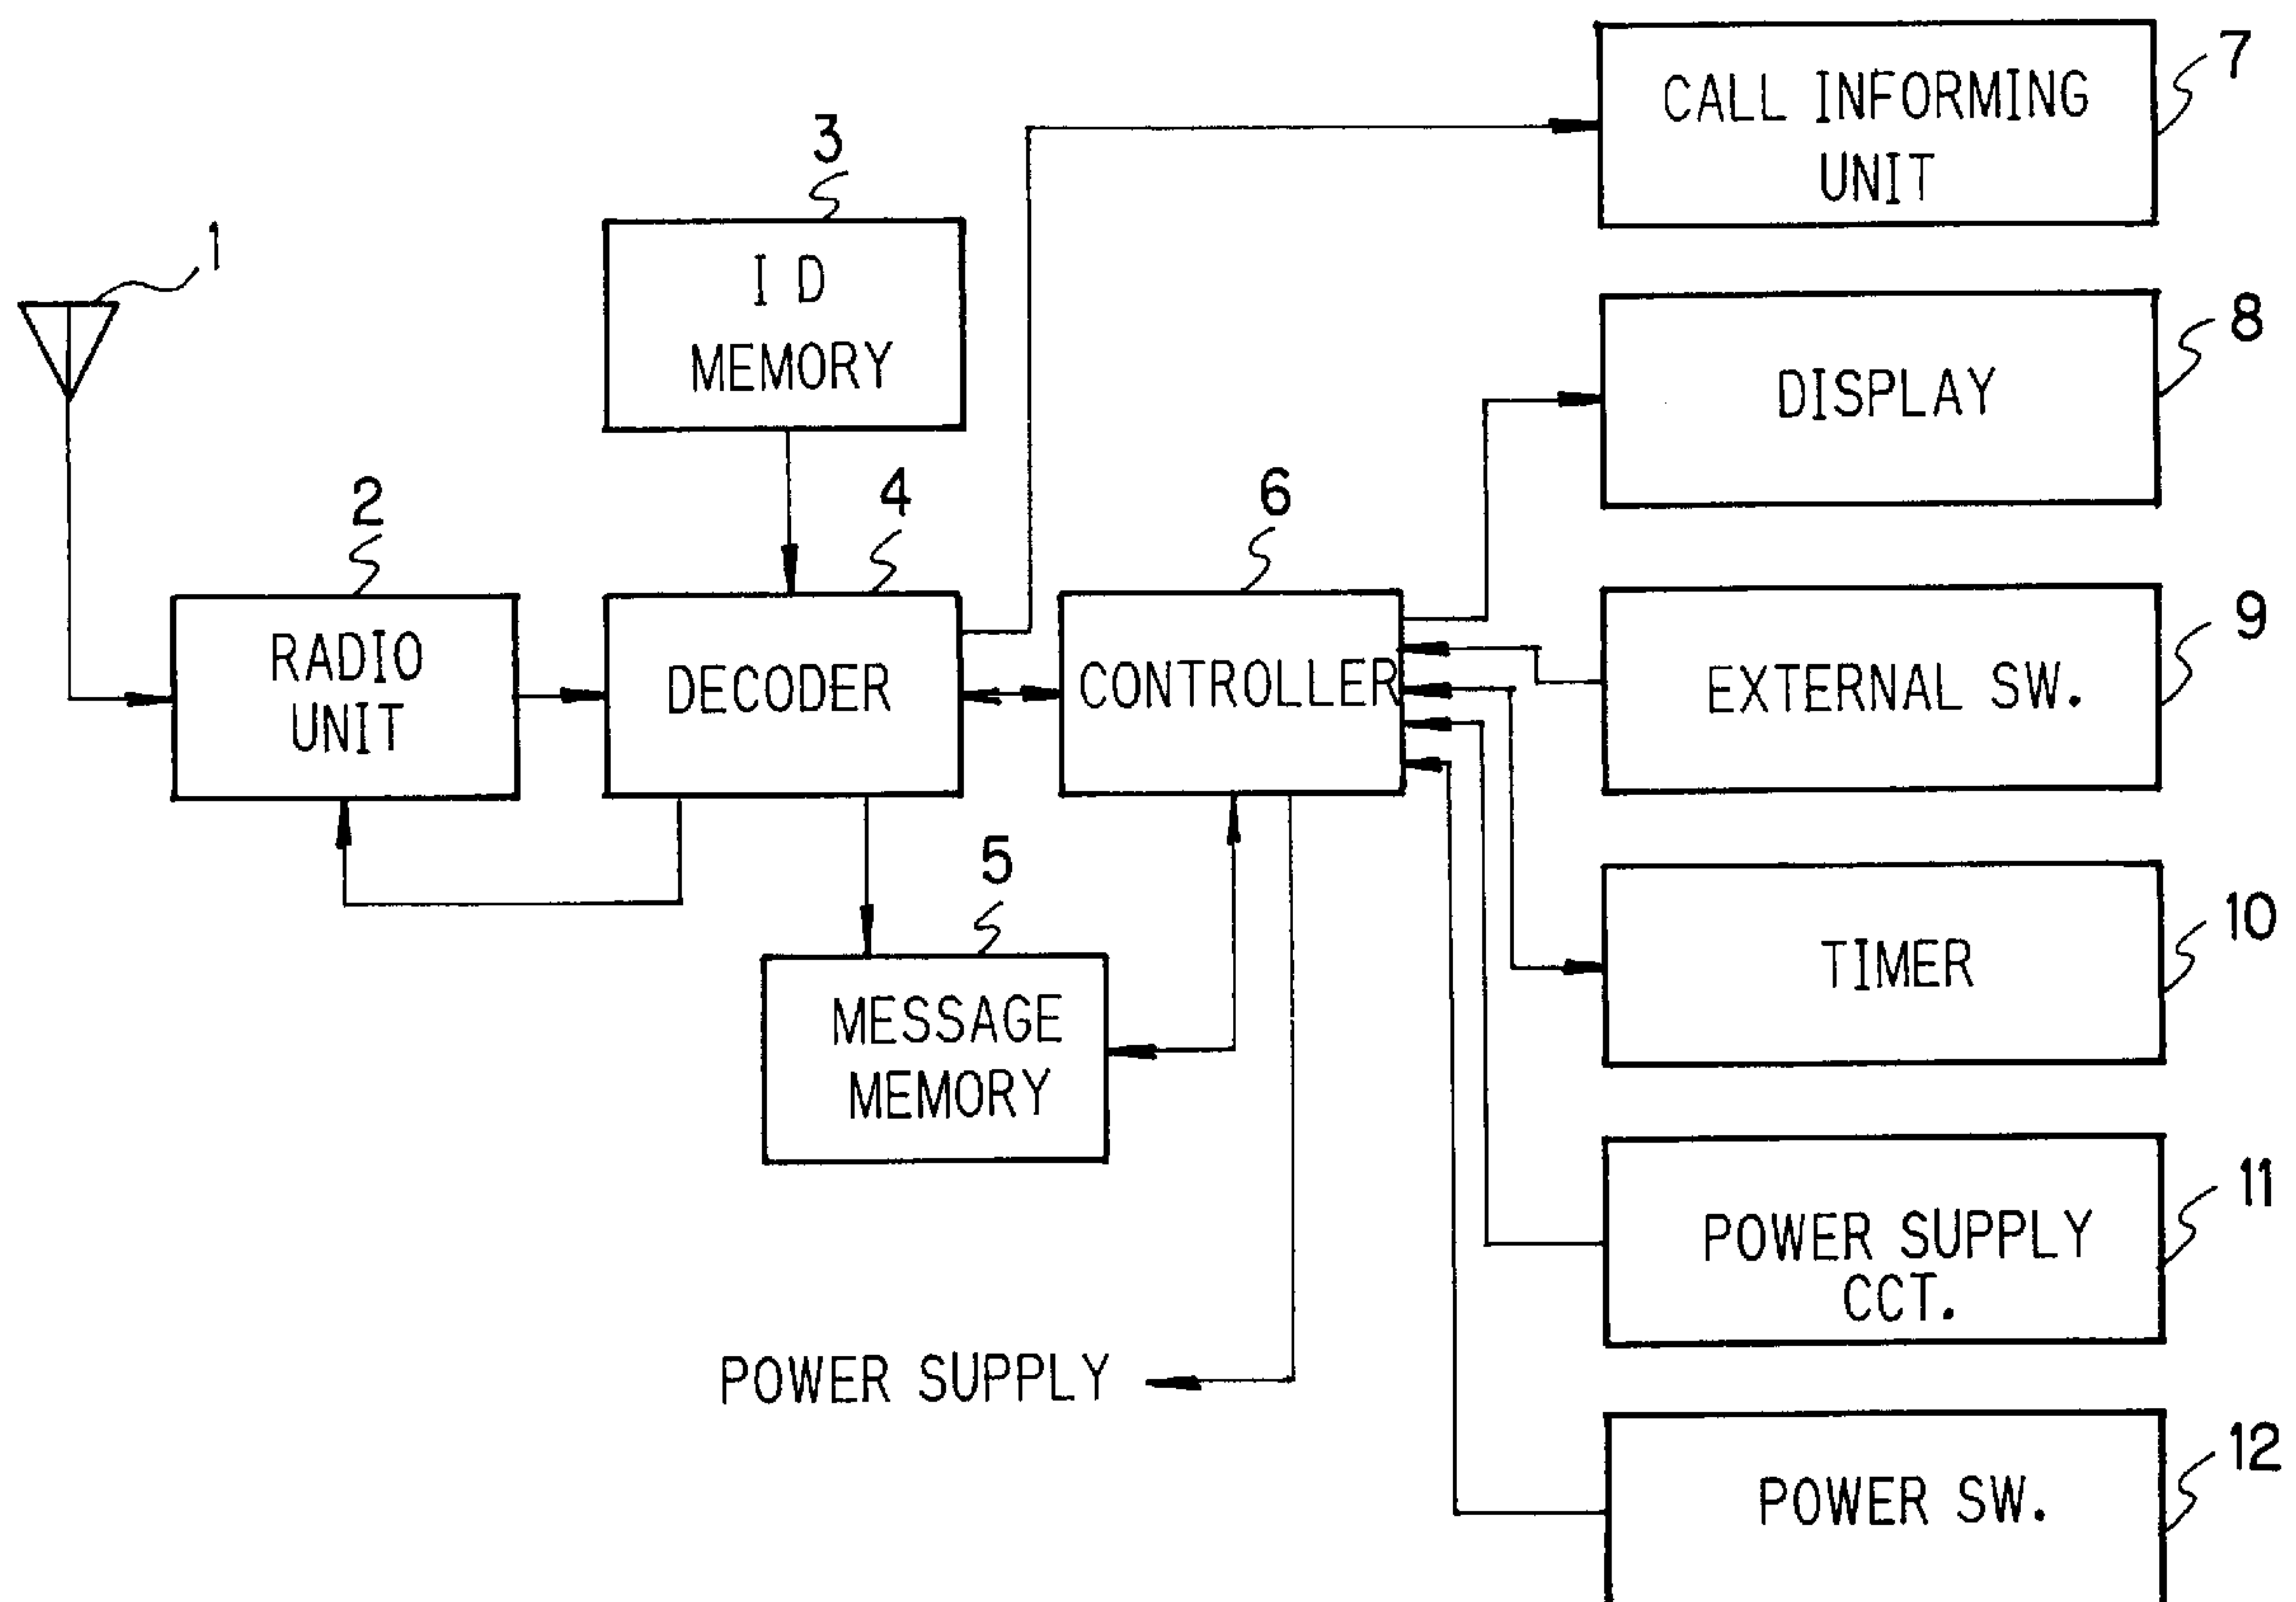 1
2
RADIO
UNIT
3
I D
MEMORY
4
DECODER
5
MESSAGE
MEMORY
6
CONTROLLER
POWER SUPPLY
7
CALL INFORMING
UNIT
8
DISPLAY
9
EXTERNAL SW.
10
TIMER
11
POWER SUPPLY
CCT.
12
POWER SW.